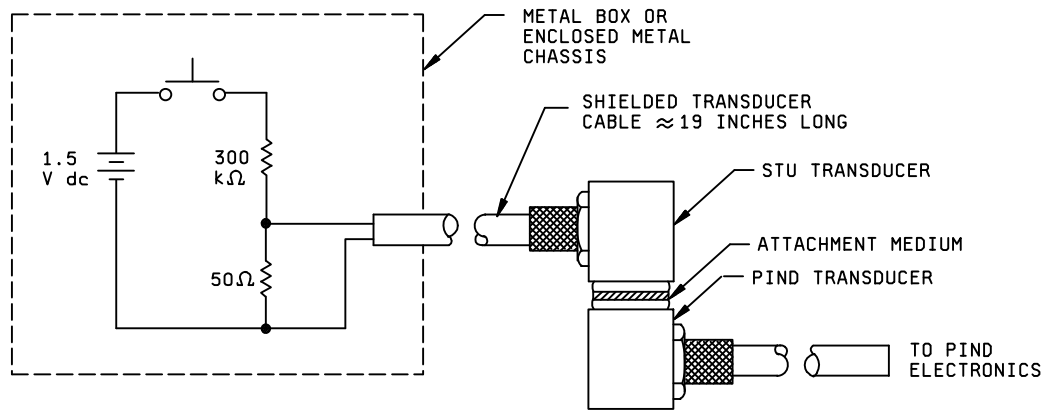 METAL BOX OR
ENCLOSED METAL
CHASSIS
SHIELDED TRANSDUCER
CABLE ≈19 INCHES LONG
1.5
V dc
300
kΩ
STU TRANSDUCER
50Ω
ATTACHMENT MEDIUM
PIND TRANSDUCER
TO PIND
ELECTRONICS